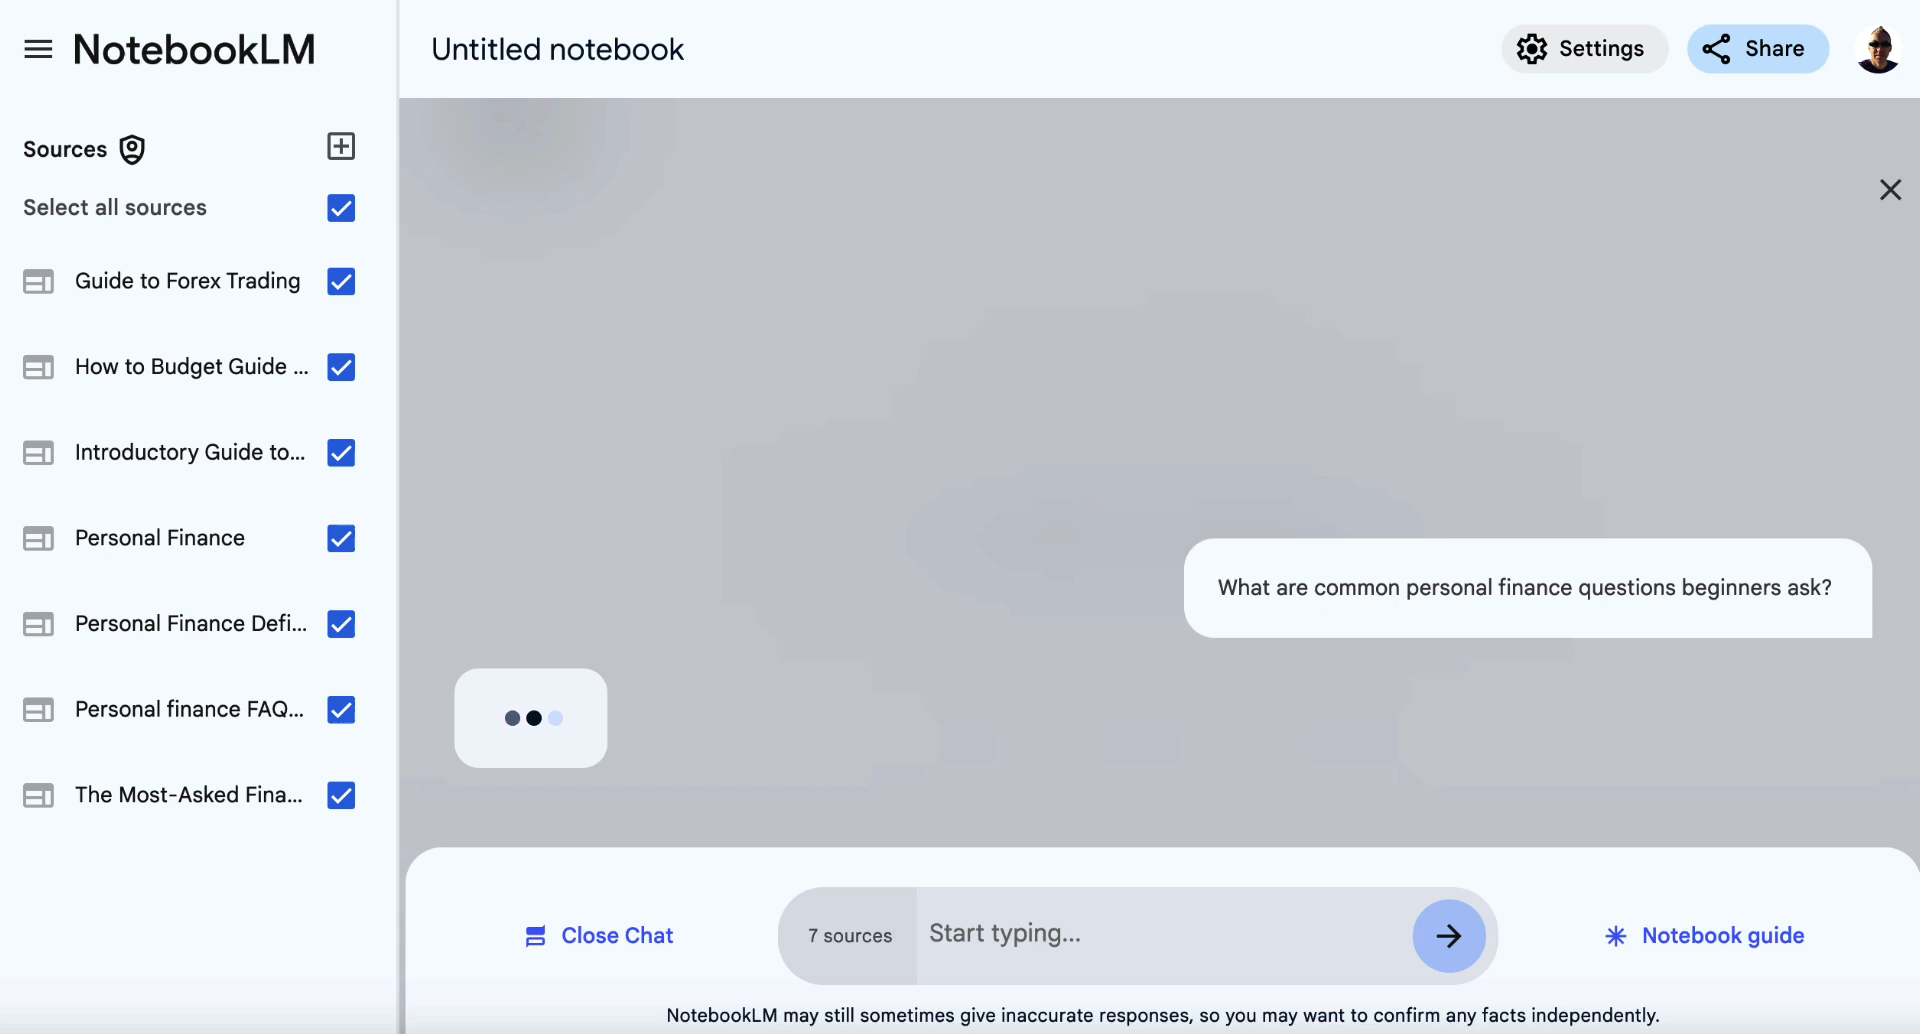 NotebookLM
Untitled notebook
Settings
Share
Sources
Select all sources
Guide to Forex Trading
How to Budget Guide ...
Introductory Guide to...
Personal Finance
Personal Finance Defi...
Personal finance FAQ...
The Most-Asked Fina...
What are common personal finance questions beginners ask?
Close Chat
7 sources
Start typing...
Notebook guide
NotebookLM may still sometimes give inaccurate responses, so you may want to confirm any facts independently.